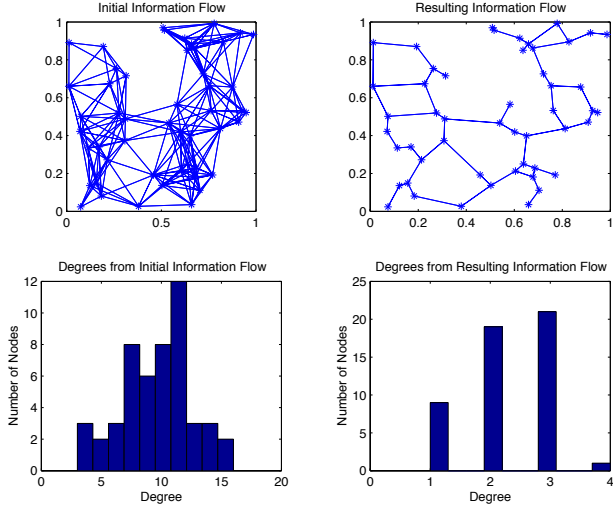 Initial Information Flow
1
0.8
0.6
0.4
0.2
0
0 0.5 1
Resulting Information Flow
1
0.8
0.6
0.4
0.2
0
0 0.2 0.4 0.6 0.8 1
Degrees from Initial Information Flow
Number of Nodes
12
10
8
6
4
2
0
0 5 10 15 20
Degree
Degrees from Resulting Information Flow
Number of Nodes
25
20
15
10
5
0
0 1 2 3 4
Degree